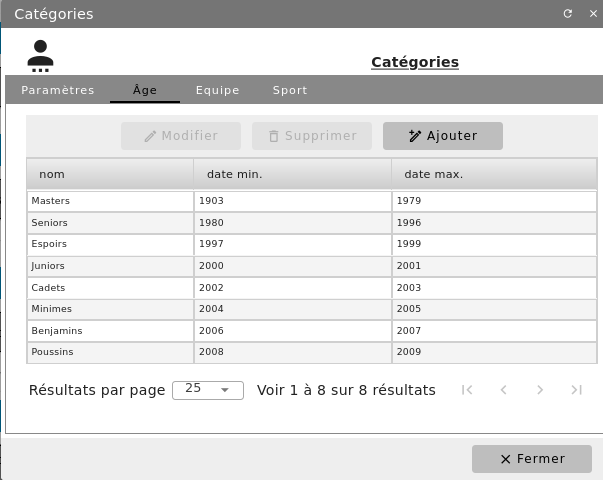 Catégories
Catégories
Paramètres Âge Equipe Sport
Modifier Supprimer Ajouter
nom date min. date max.
Masters 1903 1979
Seniors 1980 1996
Espoirs 1997 1999
Juniors 2000 2001
Cadets 2002 2003
Minimes 2004 2005
Benjamins 2006 2007
Poussins 2008 2009
Résultats par page 25 Voir 1 à 8 sur 8 résultats
Fermer